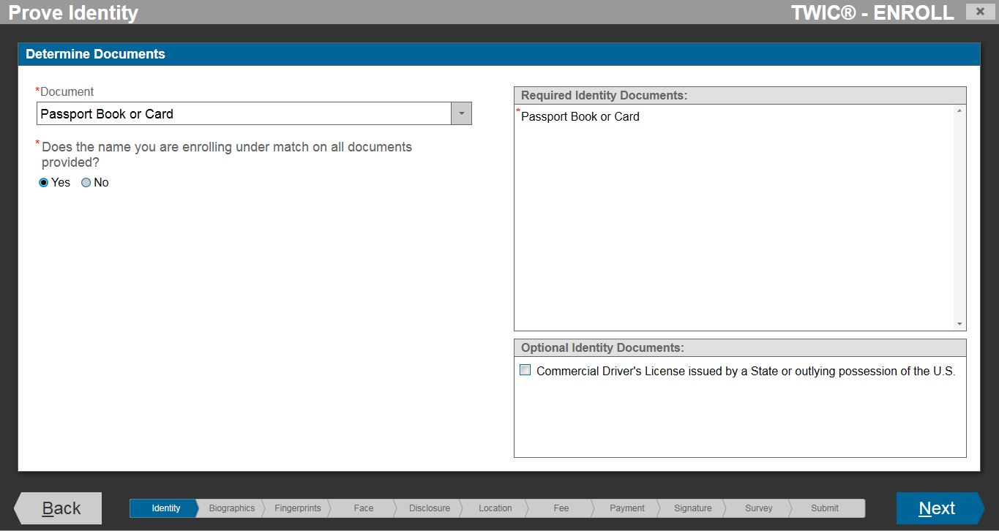 Prove Identity
TWIC® - ENROLL
Determine Documents
*Document
Passport Book or Card
*Does the name you are enrolling under match on all documents
provided?
Yes No
Required Identity Documents:
*Passport Book or Card
Optional Identity Documents:
Commercial Driver's License issued by a State or outlying possession of the U.S.
Back
Identity Biographics Fingerprints Face Disclosure Location Fee Payment Signature Survey Submit
Next